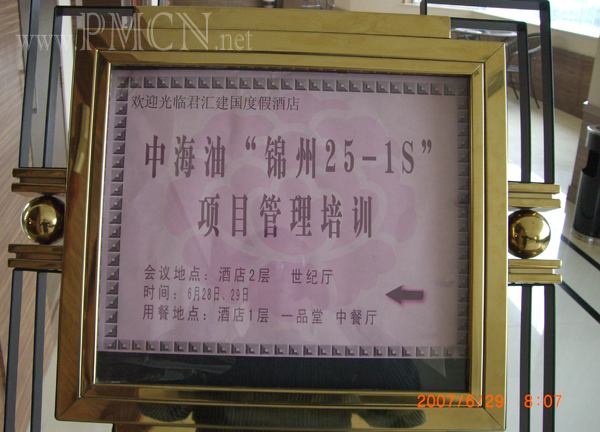 www.PMCN.net
欢迎光临君汇建国度假酒店
中海油“锦州25-1S”
项目管理培训
会议地点：酒店2层 世纪厅
时间：6月28日、29日
用餐地点：酒店1层 一品堂 中餐厅
2007/6/29 8:07